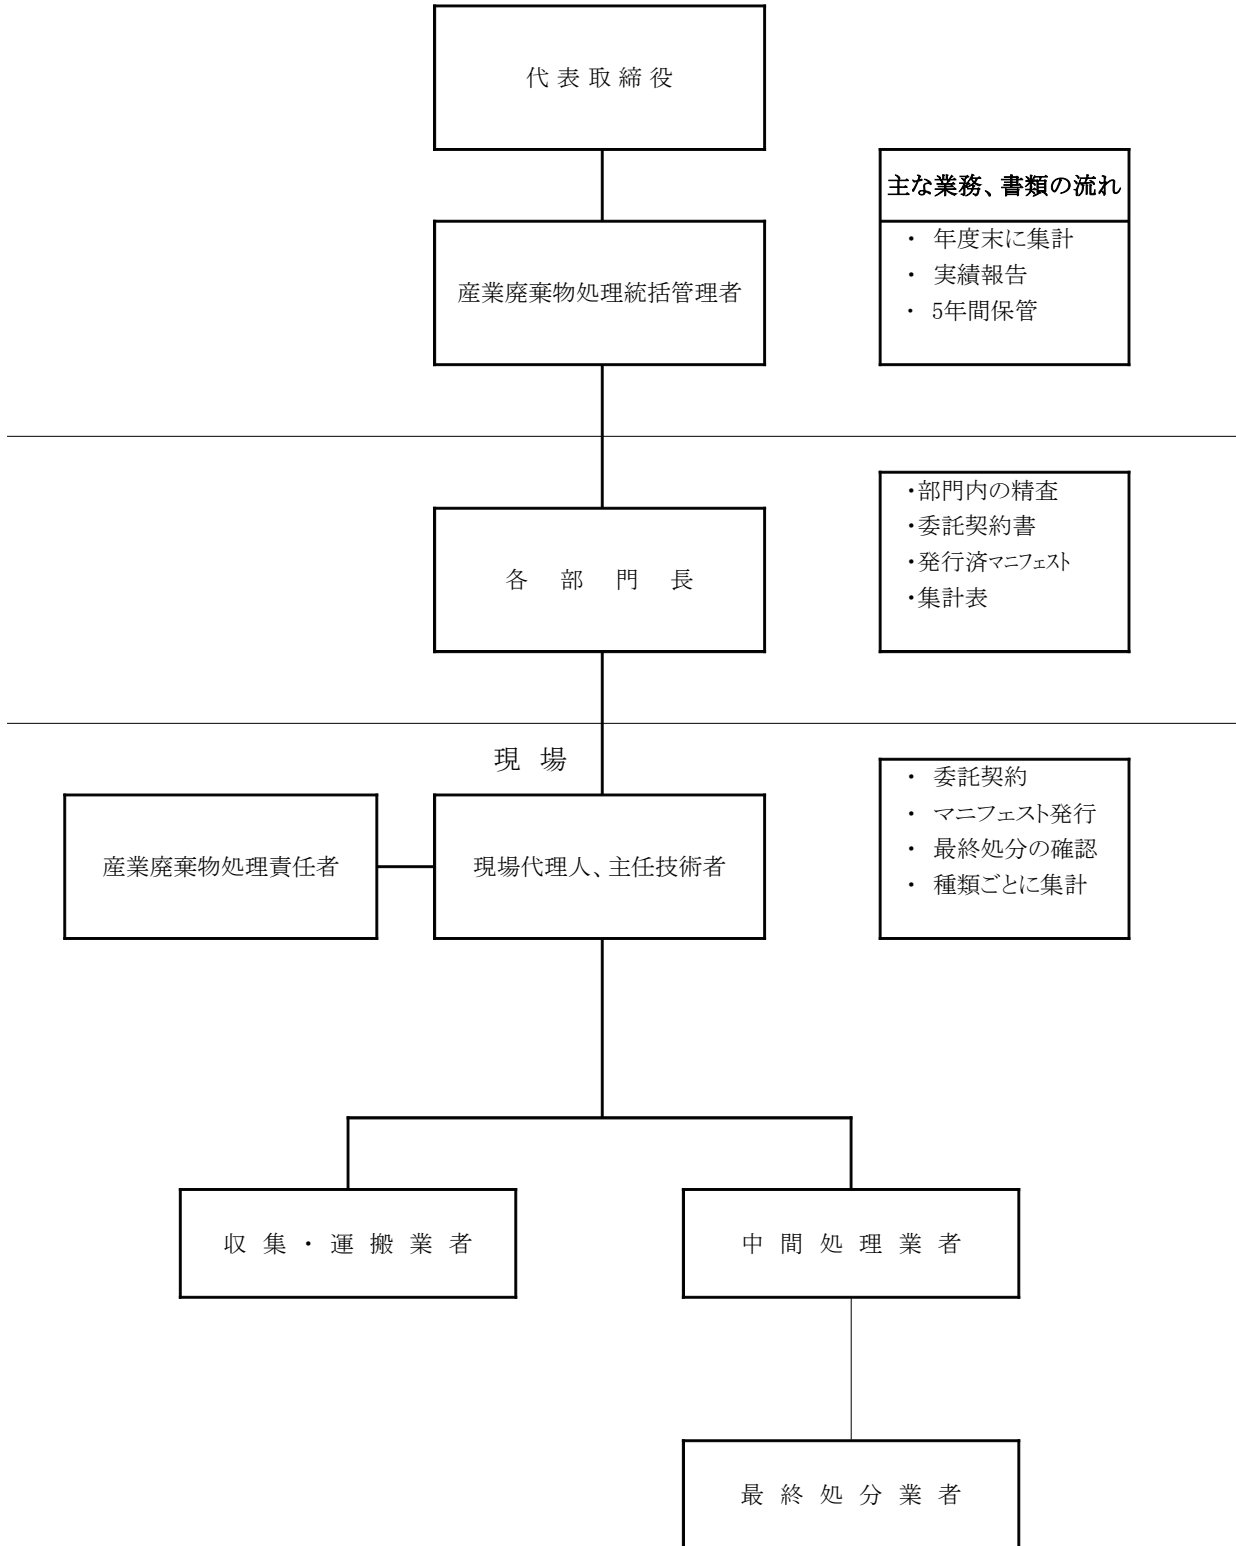 代表取締役
主な業務、書類の流れ
産業廃棄物処理統括管理者
・ 年度末に集計
・ 実績報告
・ 5年間保管
各部門長
・部門内の精査
・委託契約書
・発行済マニフェスト
・集計表
現場
産業廃棄物処理責任者
現場代理人、主任技術者
・ 委託契約
・ マニフェスト発行
・ 最終処分の確認
・ 種類ごとに集計
収集・運搬業者
中間処理業者
最終処分業者